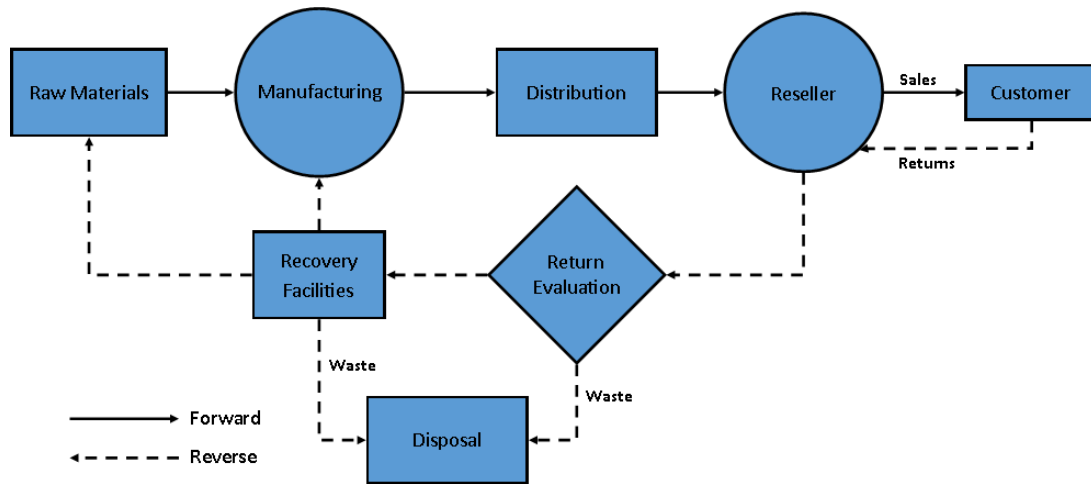 Raw Materials
Manufacturing
Distribution
Reseller
Sales
Customer
Returns
Recovery
Facilities
Return
Evaluation
Waste
Waste
Disposal
Forward
Reverse